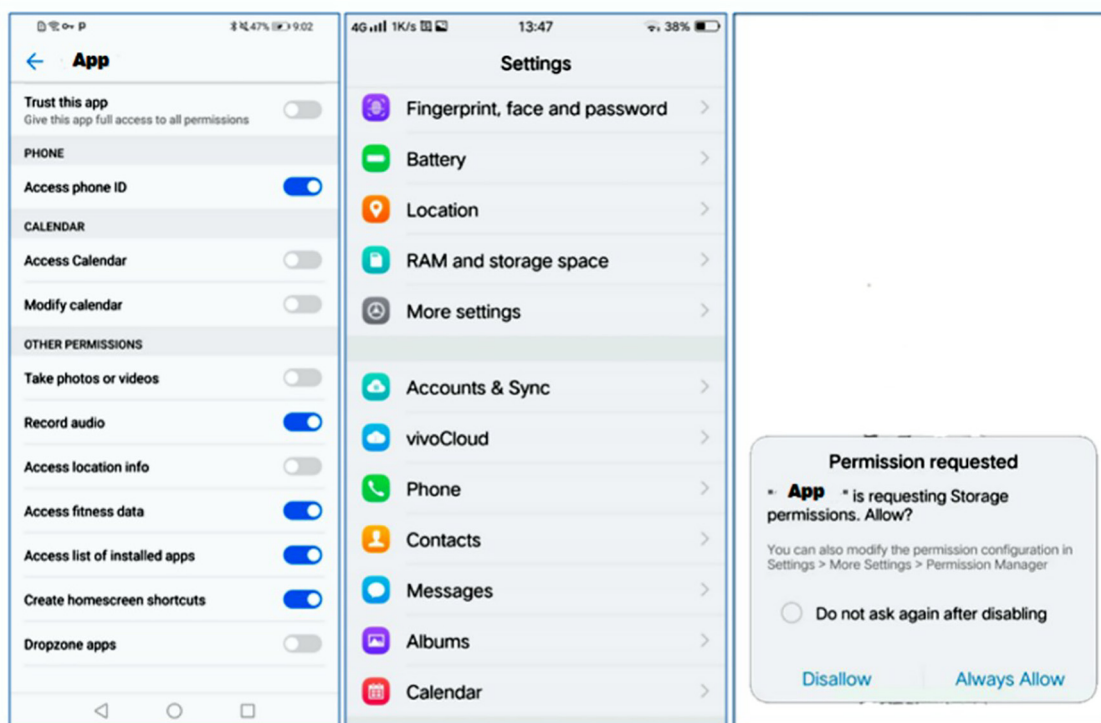 47% 9:02
App
Trust this app
Give this app full access to all permissions
PHONE
Access phone ID
CALENDAR
Access Calendar
Modify calendar
OTHER PERMISSIONS
Take photos or videos
Record audio
Access location info
Access fitness data
Access list of installed apps
Create homescreen shortcuts
Dropzone apps
4G 1K/s 13:47 38%
Settings
Fingerprint, face and password
Battery
Location
RAM and storage space
More settings
Accounts & Sync
vivoCloud
Phone
Contacts
Messages
Albums
Calendar
Permission requested
" App " is requesting Storage
permissions. Allow?
You can also modify the permission configuration in
Settings > More Settings > Permission Manager
Do not ask again after disabling
Disallow Always Allow